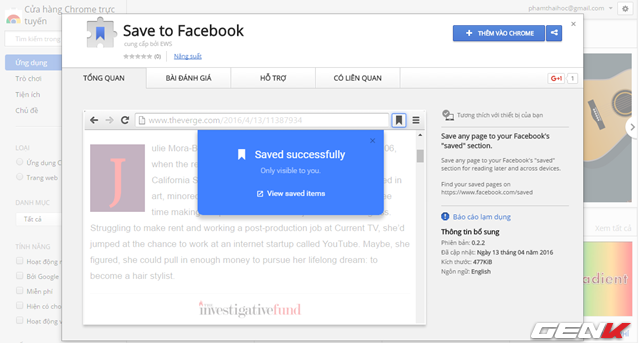 Cửa hàng Chrome trực
tuyến
phamthaihoc@gmail.com
Tìm kiếm trong
Ứng dụng
Trò chơi
Tiện ích
Chủ đề
LOẠI
Ứng dụng C
Trang web
DANH MỤC
Tất cả
TÍNH NĂNG
Hoạt động n
Bởi Google
Miễn phí
Hiện có cho
Hoạt động v
Save to Facebook
cung cấp bởi EWS
(0)
Năng suất
THÊM VÀO CHROME
TỔNG QUAN
BÀI ĐÁNH GIÁ
HỖ TRỢ
CÓ LIÊN QUAN
G+ 1
www.theverge.com/2016/4/13/11387934
J
ulie Mora-B
06,
when the r
California S
ed in
art, minore
time making
Struggling to make rent and working a post-production job at Current TV, she'd
jumped at the chance to work at an internet startup called YouTube. Maybe, she
figured, she could pull in enough money to pursue her lifelong dream: to
become a hair stylist.
THE
investigativefund
Saved successfully
Only visible to you.
View saved items
Tương thích với thiết bị của bạn
Save any page to your Facebook's
"saved" section.
Save any page to your Facebook's "saved"
section for reading later and across devices.
Find your saved pages on
https://www.facebook.com/saved
Báo cáo lạm dụng
Thông tin bổ sung
Phiên bản: 0.2.2
Đã cập nhật: Ngày 13 tháng 04 năm 2016
Kích thước: 477KiB
Ngôn ngữ: English
Xem tất cả
adient
GENK